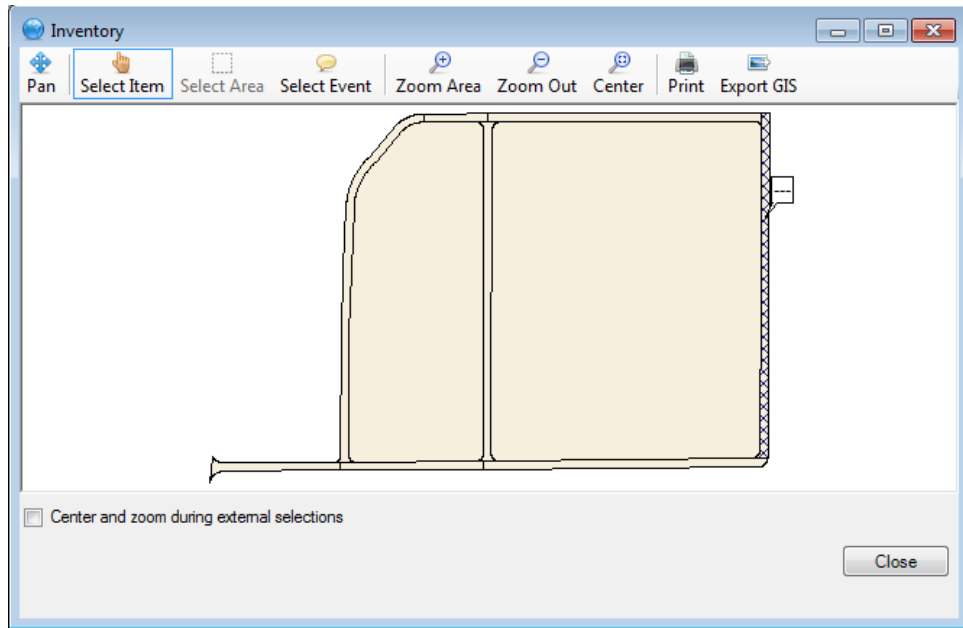 Inventory
Pan Select Item Select Area Select Event Zoom Area Zoom Out Center Print Export GIS
Center and zoom during external selections
Close